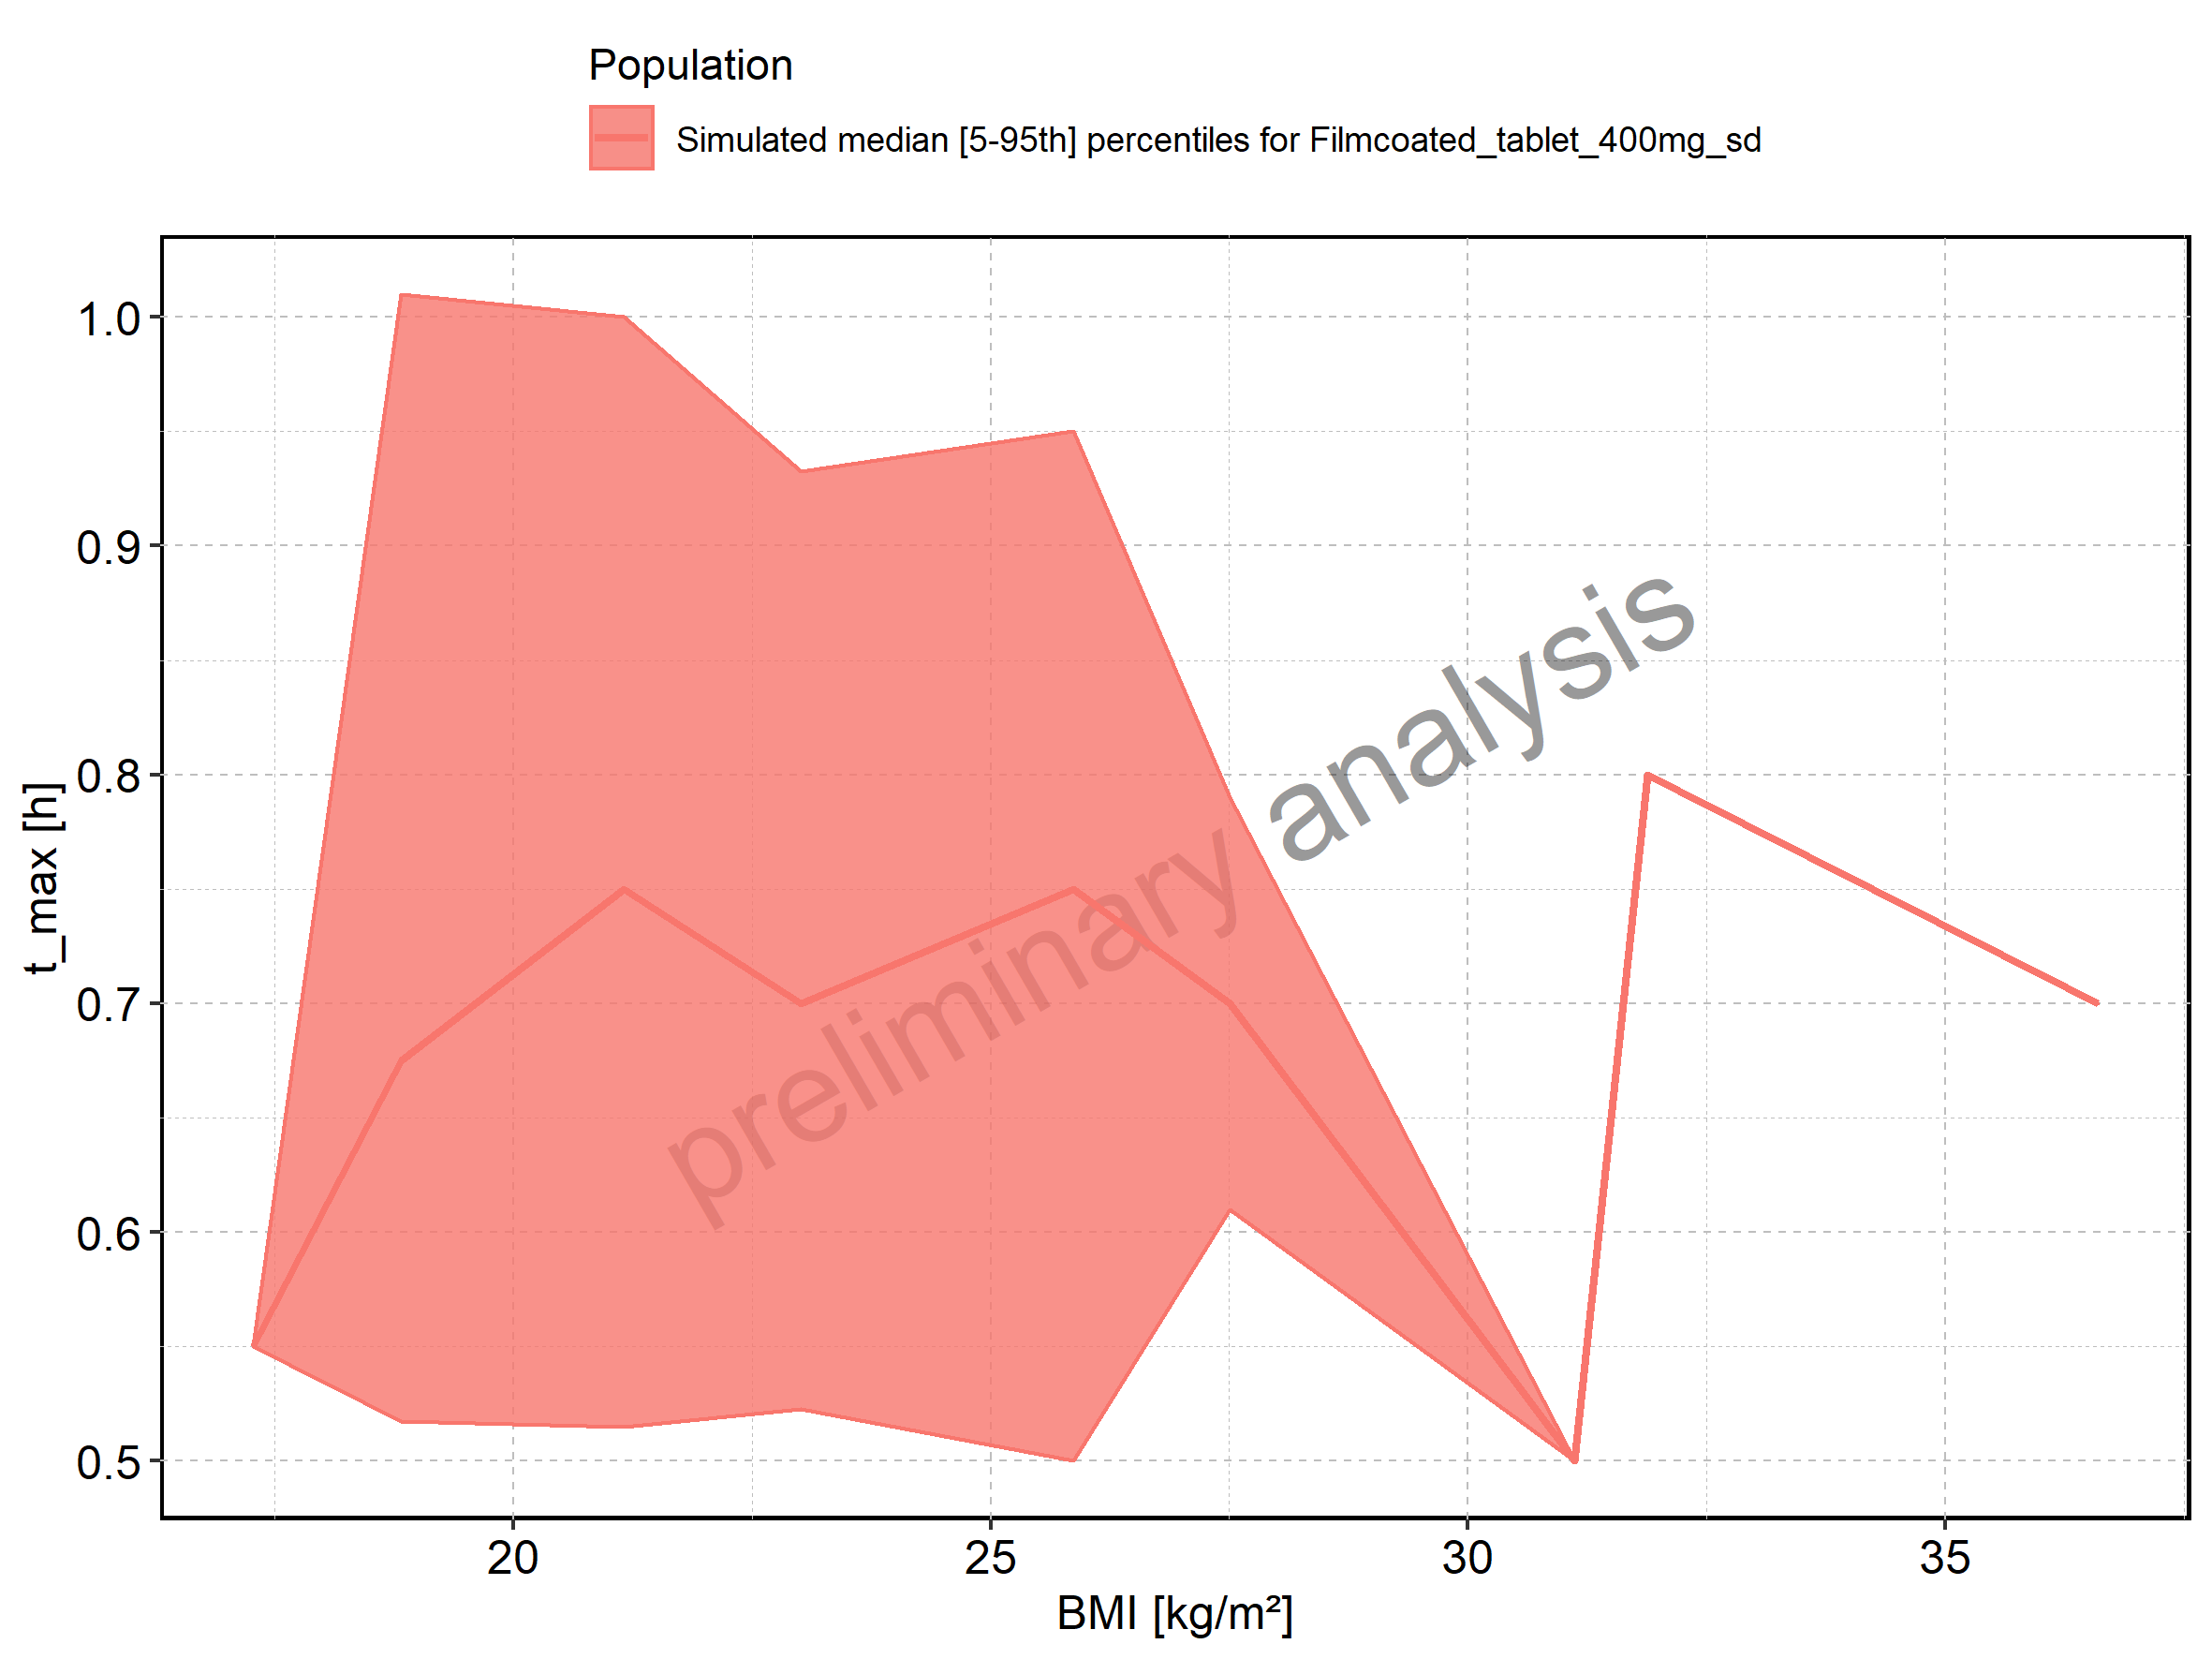 Population
Simulated median [5-95th] percentiles for Filmcoated_tablet_400mg_sd
1.0
0.9
0.8
0.7
0.6
0.5
t_max [h]
preliminary analysis
20 25 30 35
BMI [kg/m²]